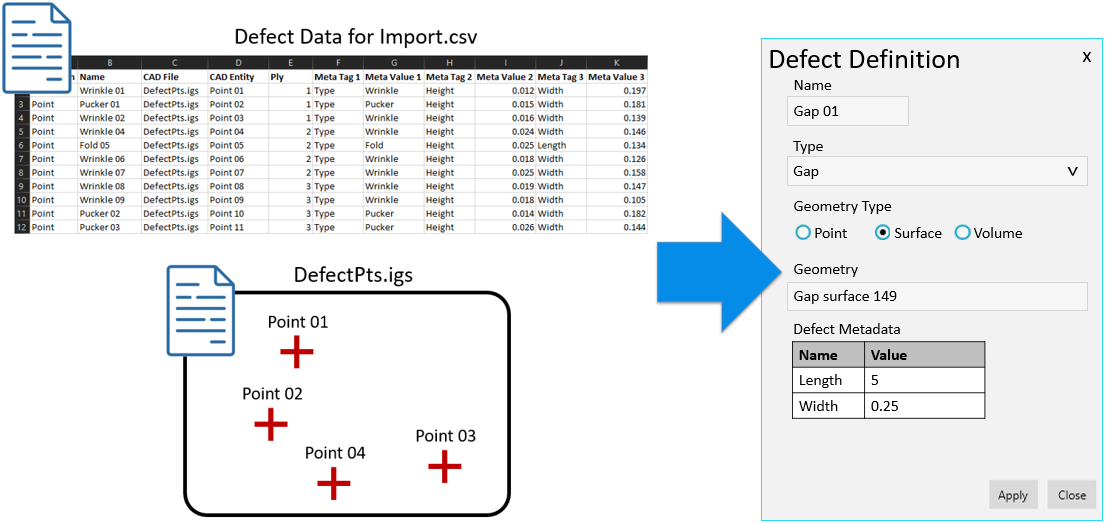 Defect Data for Import.csv
B C D E F G H I J K
n Name CAD File CAD Entity Ply Meta Tag 1 Meta Value 1 Meta Tag 2 Meta Value 2 Meta Tag 3 Meta Value 3
Wrinkle 01 DefectPts.igs Point 01 1 Type Wrinkle Height 0.012 Width 0.197
3 Point Pucker 01 DefectPts.igs Point 02 1 Type Pucker Height 0.015 Width 0.181
4 Point Wrinkle 02 DefectPts.igs Point 03 1 Type Wrinkle Height 0.016 Width 0.139
5 Point Wrinkle 04 DefectPts.igs Point 04 2 Type Wrinkle Height 0.024 Width 0.146
6 Point Fold 05 DefectPts.igs Point 05 2 Type Fold Height 0.025 Length 0.134
7 Point Wrinkle 06 DefectPts.igs Point 06 2 Type Wrinkle Height 0.018 Width 0.126
8 Point Wrinkle 07 DefectPts.igs Point 07 2 Type Wrinkle Height 0.025 Width 0.158
9 Point Wrinkle 08 DefectPts.igs Point 08 3 Type Wrinkle Height 0.019 Width 0.147
10 Point Wrinkle 09 DefectPts.igs Point 09 3 Type Wrinkle Height 0.018 Width 0.105
11 Point Pucker 02 DefectPts.igs Point 10 3 Type Pucker Height 0.014 Width 0.182
12 Point Pucker 03 DefectPts.igs Point 11 3 Type Pucker Height 0.026 Width 0.144
DefectPts.igs
Point 01
Point 02
Point 03
Point 04
Defect Definition X
Name
Gap 01
Type
Gap V
Geometry Type
Point Surface Volume
Geometry
Gap surface 149
Defect Metadata
Name Value
Length 5
Width 0.25
Apply Close